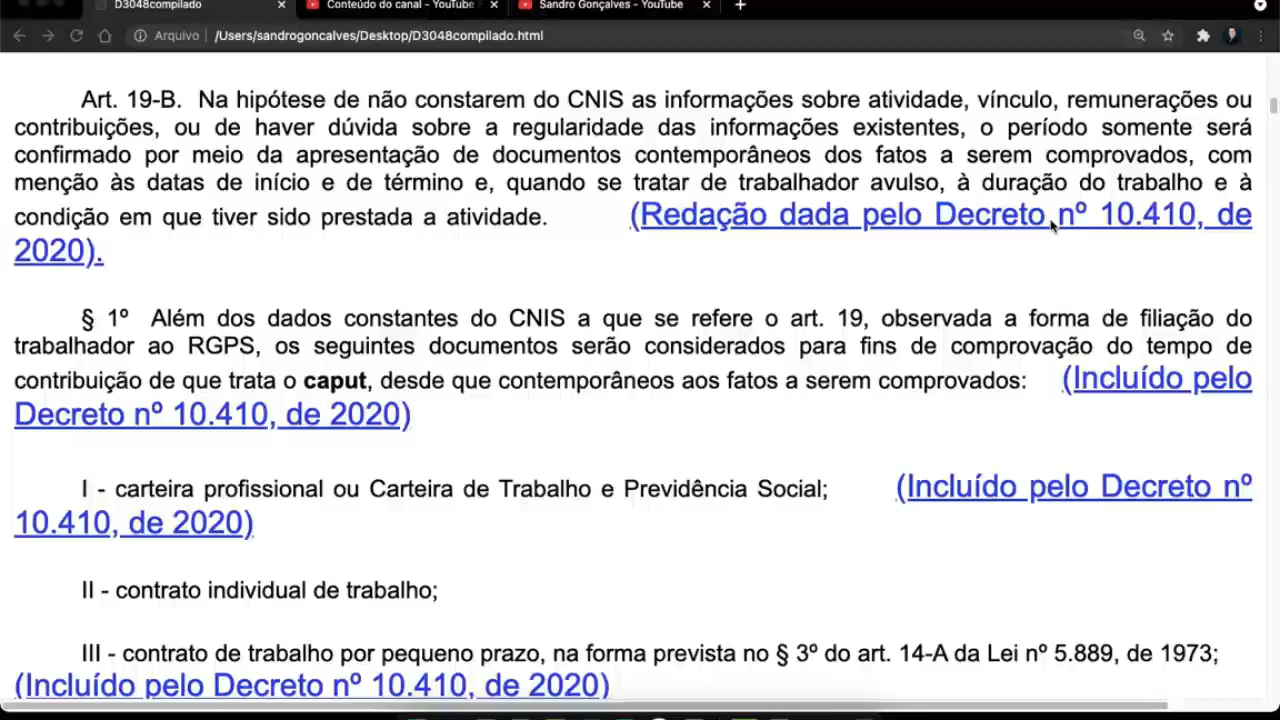 D3048compilado
Conteúdo do canal - YouTube
Sandro Gonçalves - YouTube
Arquivo | /Users/sandrogoncalves/Desktop/D3048compilado.html
Art. 19-B. Na hipótese de não constarem do CNIS as informações sobre atividade, vínculo, remunerações ou
contribuições, ou de haver dúvida sobre a regularidade das informações existentes, o período somente será
confirmado por meio da apresentação de documentos contemporâneos dos fatos a serem comprovados, com
menção às datas de início e de término e, quando se tratar de trabalhador avulso, à duração do trabalho e à
condição em que tiver sido prestada a atividade. (Redação dada pelo Decreto nº 10.410, de
2020).
§ 1º Além dos dados constantes do CNIS a que se refere o art. 19, observada a forma de filiação do
trabalhador ao RGPS, os seguintes documentos serão considerados para fins de comprovação do tempo de
contribuição de que trata o caput, desde que contemporâneos aos fatos a serem comprovados: (Incluído pelo
Decreto nº 10.410, de 2020)
I - carteira profissional ou Carteira de Trabalho e Previdência Social; (Incluído pelo Decreto nº
10.410, de 2020)
II - contrato individual de trabalho;
III - contrato de trabalho por pequeno prazo, na forma prevista no § 3º do art. 14-A da Lei nº 5.889, de 1973;
(Incluído pelo Decreto nº 10.410, de 2020)